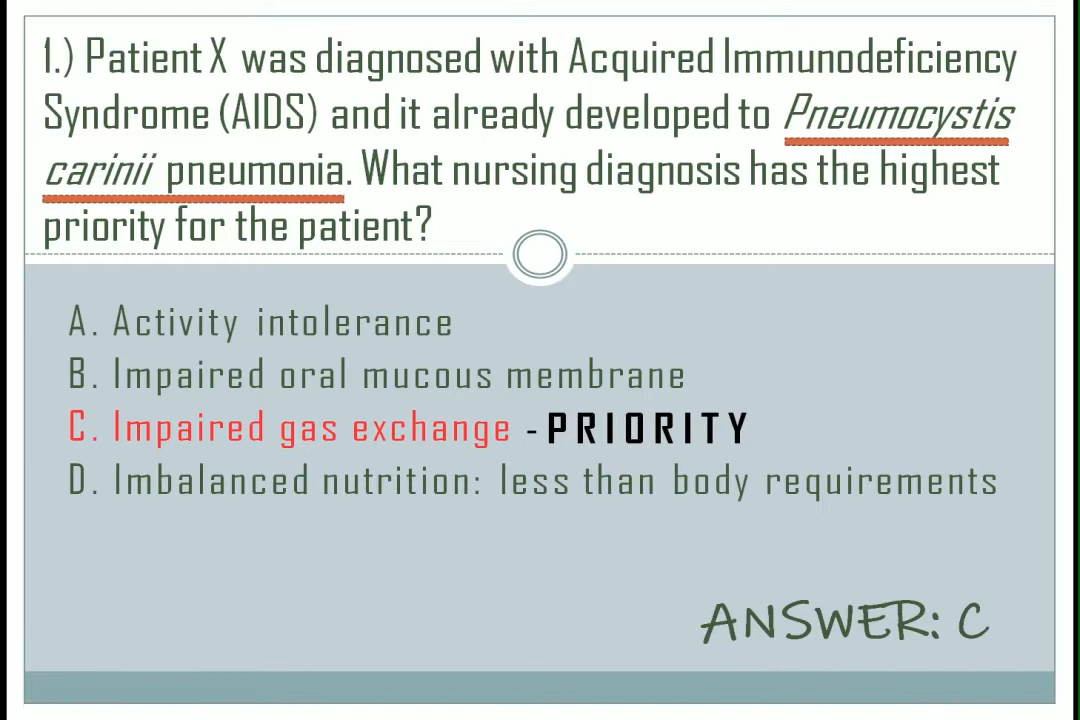 1.) Patient X was diagnosed with Acquired Immunodeficiency
Syndrome (AIDS) and it already developed to Pneumocystis
carinii pneumonia. What nursing diagnosis has the highest
priority for the patient?
A. Activity intolerance
B. Impaired oral mucous membrane
C. Impaired gas exchange - PRIORITY
D. Imbalanced nutrition: less than body requirements
ANSWER: C